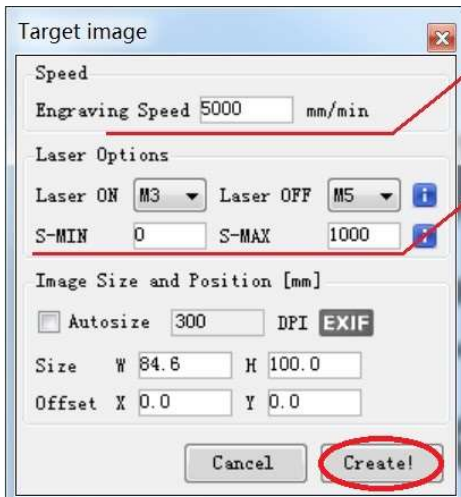 Target image
Speed
Engraving Speed 5000 mm/min
Laser Options
Laser ON M3 Laser OFF M5
S-MIN 0 S-MAX 1000
Image Size and Position [mm]
Autosize 300 DPI EXIF
Size W 84.6 H 100.0
Offset X 0.0 Y 0.0
Cancel Create!